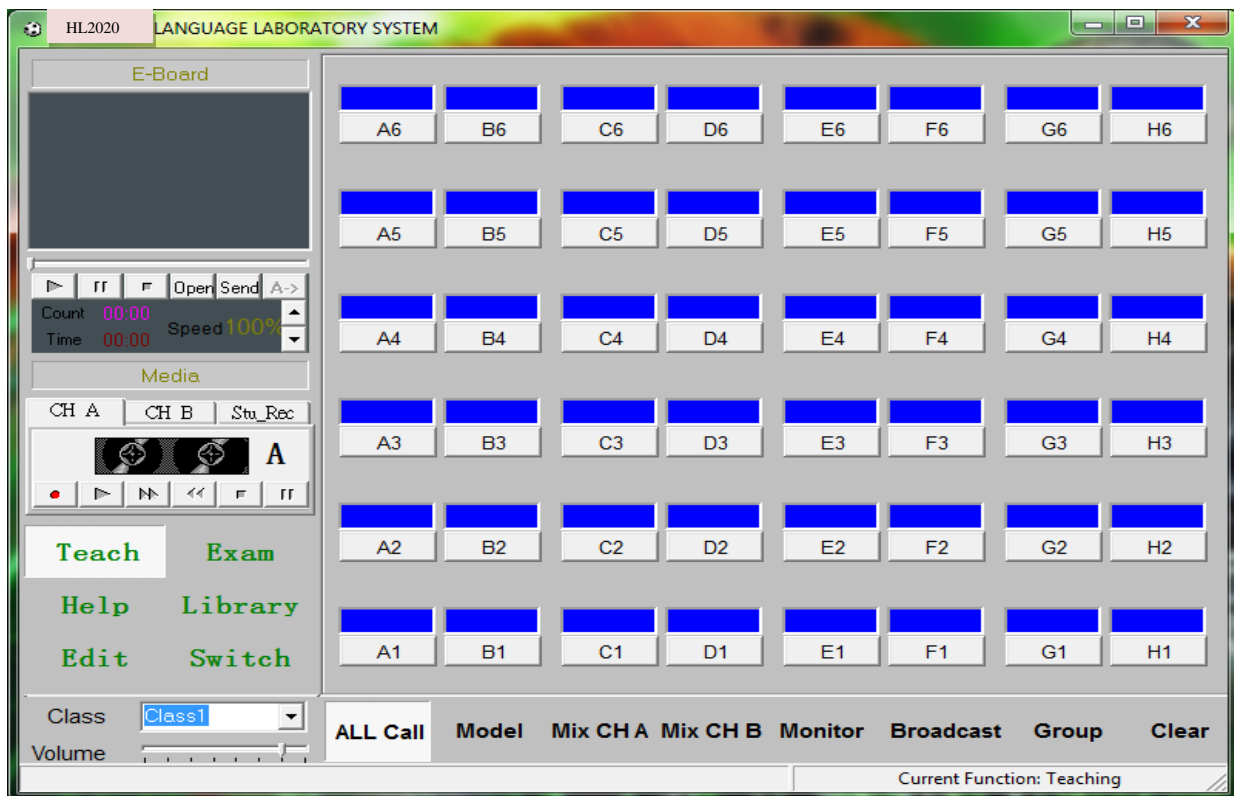 HL2020 LANGUAGE LABORATORY SYSTEM
E-Board
Open Send A->
Count 00:00
Speed 100%
Time 00:00
Media
CH A CH B Stu_Rec
A
Teach Exam
Help Library
Edit Switch
Class Class1
Volume
A6 B6 C6 D6 E6 F6 G6 H6
A5 B5 C5 D5 E5 F5 G5 H5
A4 B4 C4 D4 E4 F4 G4 H4
A3 B3 C3 D3 E3 F3 G3 H3
A2 B2 C2 D2 E2 F2 G2 H2
A1 B1 C1 D1 E1 F1 G1 H1
ALL Call Model Mix CH A Mix CH B Monitor Broadcast Group Clear
Current Function: Teaching